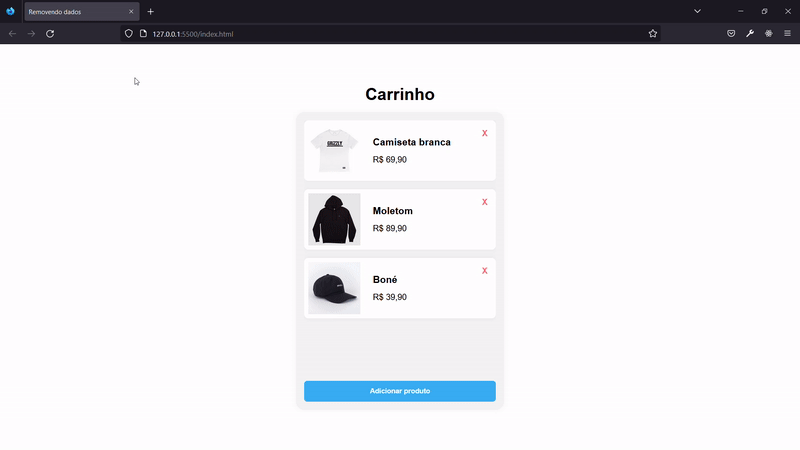 Removendo dados
127.0.0.1:5500/index.html
Carrinho
GRIZZLY
Camiseta branca
X
R$ 69,90
Moletom
X
R$ 89,90
Boné
X
R$ 39,90
Adicionar produto